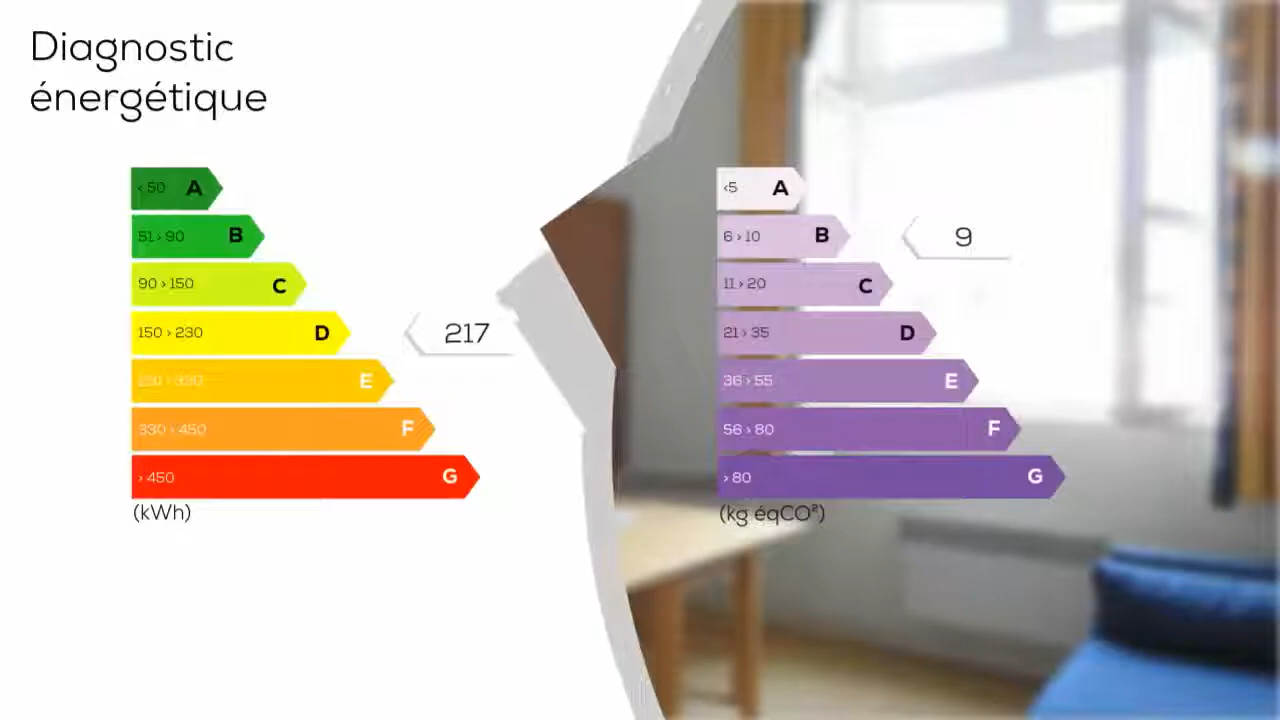 Diagnostic
énergétique
< 50 A
51 > 90 B
90 > 150 C
150 > 230 D
217
E
330 > 450 F
> 450 G
(kWh)
<5 A
6 > 10 B
9
11 > 20 C
21 > 35 D
36 > 55 E
56 > 80 F
> 80 G
(kg éqCO²)